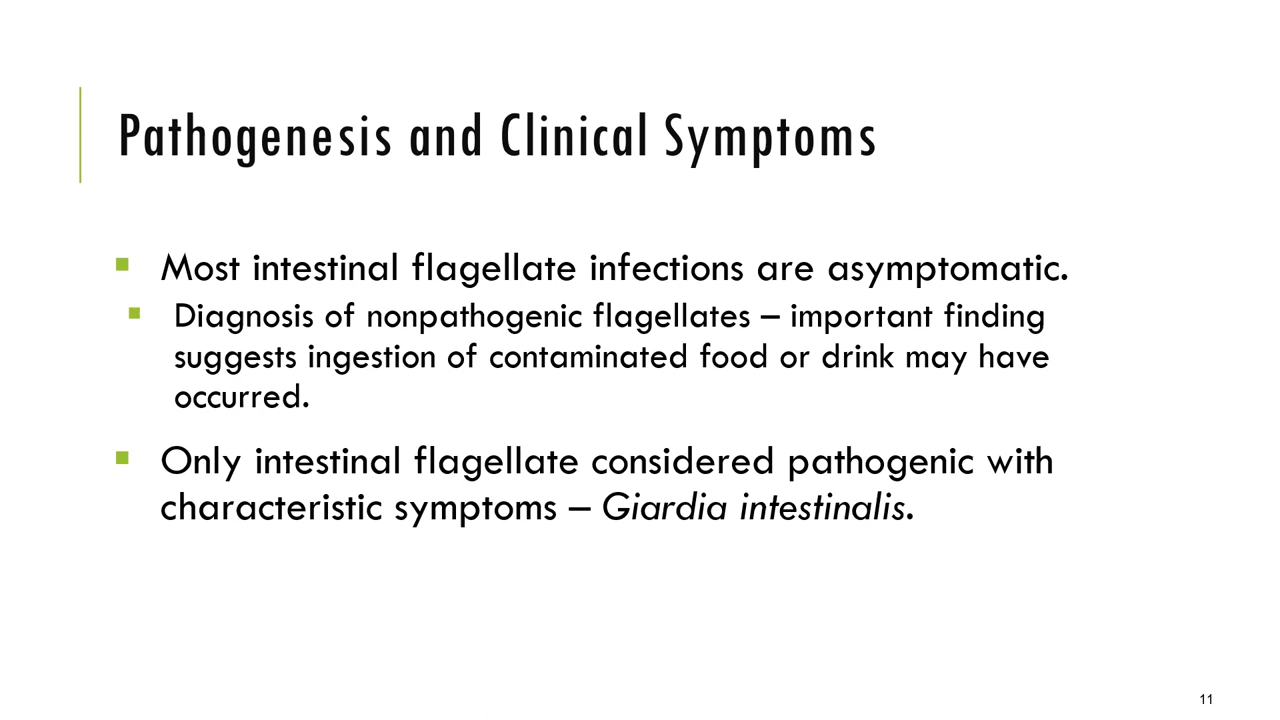 Pathogenesis and Clinical Symptoms
▪ Most intestinal flagellate infections are asymptomatic.
▪ Diagnosis of nonpathogenic flagellates – important finding
suggests ingestion of contaminated food or drink may have
occurred.
▪ Only intestinal flagellate considered pathogenic with
characteristic symptoms – Giardia intestinalis.
11